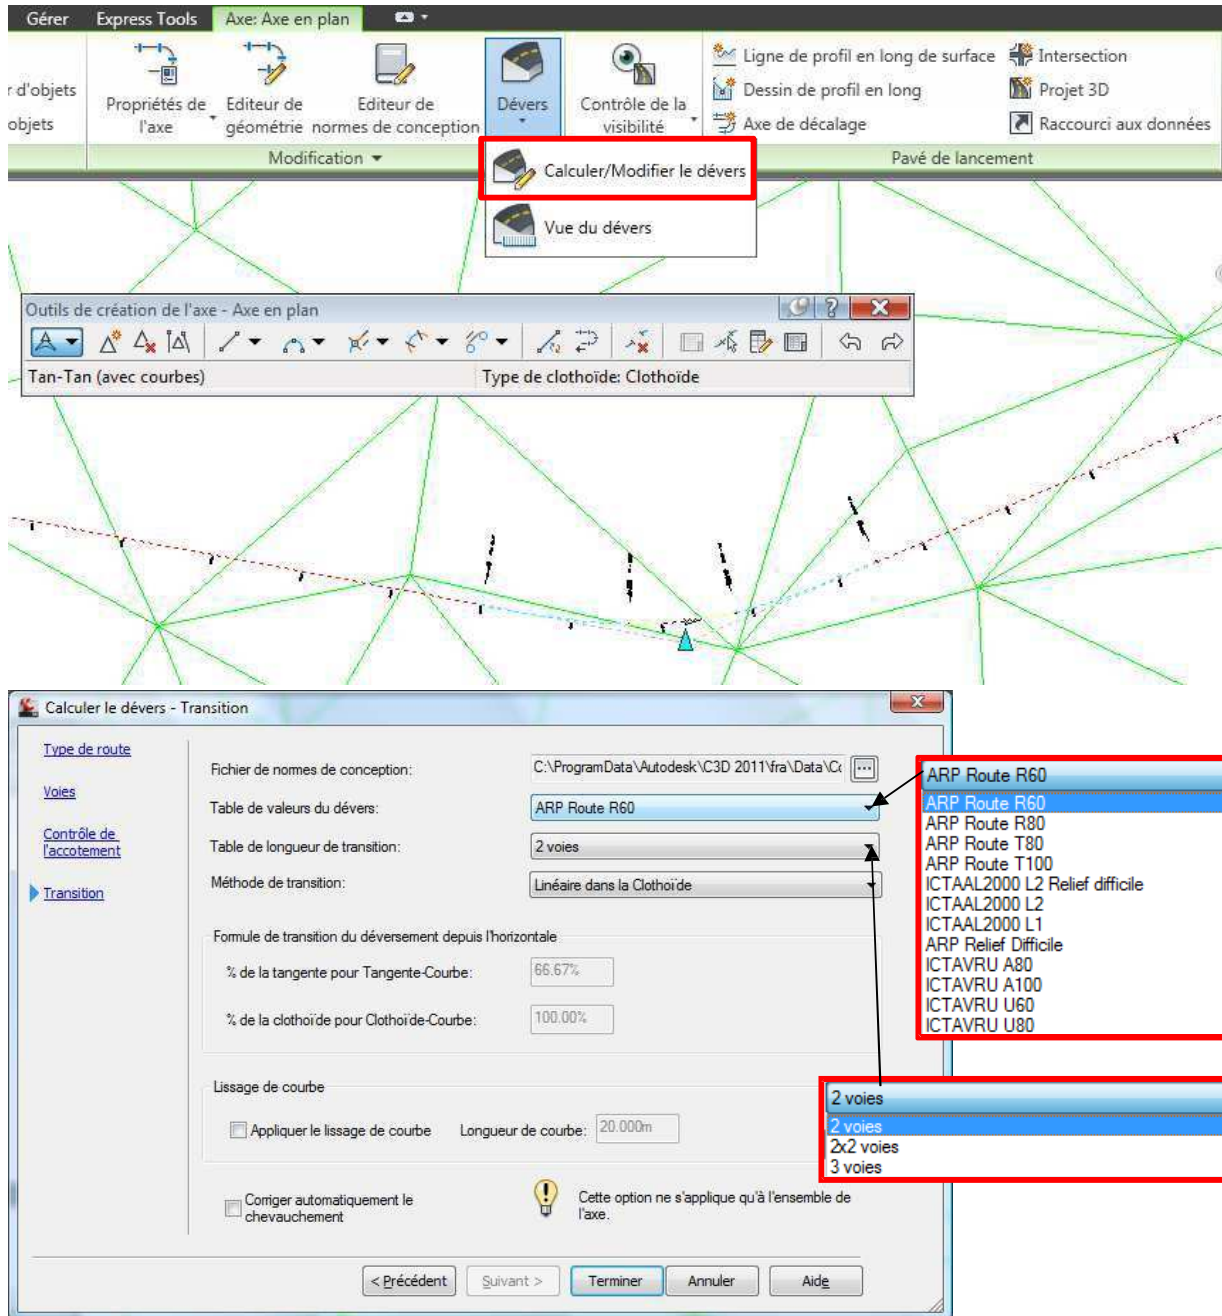 Gérer Express Tools Axe: Axe en plan
r d'objets
objets
Propriétés de l'axe
Editeur de géométrie
Editeur de normes de conception
Dévers
Contrôle de la visibilité
Ligne de profil en long de surface
Dessin de profil en long
Axe de décalage
Intersection
Projet 3D
Raccourci aux données
Modification
Pavé de lancement
Calculer/Modifier le dévers
Vue du dévers
Outils de création de l'axe - Axe en plan
Tan-Tan (avec courbes) Type de clothoïde: Clothoïde
Calculer le dévers - Transition
Type de route
Voies
Contrôle de l'accotement
Transition
Fichier de normes de conception: C:\ProgramData\Autodesk\C3D 2011\fra\Data\Cc ...
Table de valeurs du dévers: ARP Route R60
Table de longueur de transition: 2 voies
Méthode de transition: Linéaire dans la Clothoïde
Formule de transition du déversement depuis l'horizontale
% de la tangente pour Tangente-Courbe: 66.67%
% de la clothoïde pour Clothoïde-Courbe: 100.00%
Lissage de courbe
Appliquer le lissage de courbe Longueur de courbe: 20.000m
Corriger automatiquement le chevauchement
Cette option ne s'applique qu'à l'ensemble de l'axe.
< Précédent Suivant > Terminer Annuler Aide
ARP Route R60
ARP Route R60
ARP Route R80
ARP Route T80
ARP Route T100
ICTAAL2000 L2 Relief difficile
ICTAAL2000 L2
ICTAAL2000 L1
ARP Relief Difficile
ICTAVRU A80
ICTAVRU A100
ICTAVRU U60
ICTAVRU U80
2 voies
2 voies
2x2 voies
3 voies